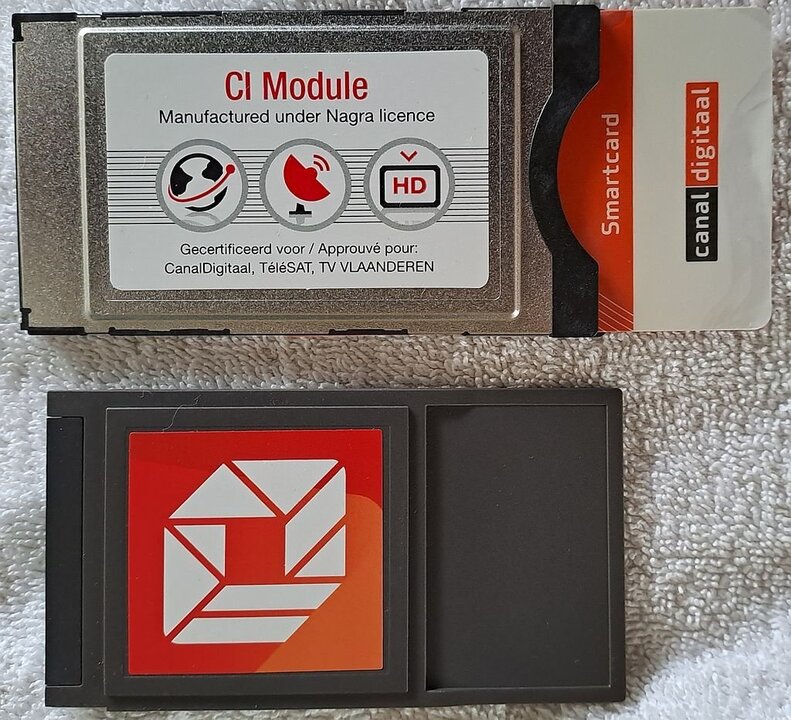 CI Module
Manufactured under Nagra licence
HD
Gecertificeerd voor / Approuvé pour:
CanalDigitaal, TéléSAT, TV VLAANDEREN
Smartcard
canal digitaal